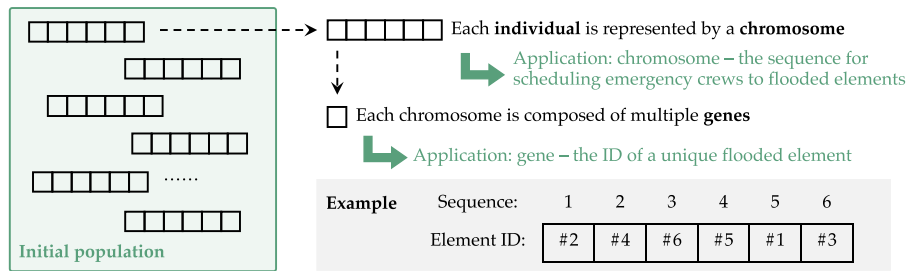 Each individual is represented by a chromosome
Application: chromosome – the sequence for
scheduling emergency crews to flooded elements
Each chromosome is composed of multiple genes
Application: gene – the ID of a unique flooded element
......
Initial population
Example Sequence: 1 2 3 4 5 6
Element ID: #2 #4 #6 #5 #1 #3